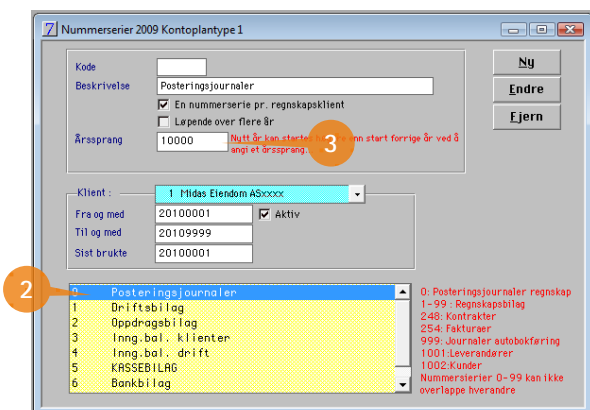 7 Nummerserier 2009 Kontoplantype 1
Kode
Ny
Beskrivelse Posteringsjournaler
Endre
En nummerserie pr. regnskapsklient
Løpende over flere år
Fjern
Årssprang 10000 Nytt år kan startes enn start forrige år ved å
angi et årssprang...
3
Klient : 1 Midas Eiendom ASxxxx
Fra og med 20100001 Aktiv
Til og med 20109999
Sist brukte 20100001
2
0 Posteringsjournaler
1 Driftsbilag
2 Oppdragsbilag
3 Inng.bal. klienter
4 Inng.bal. drift
5 KASSEBILAG
6 Bankbilag
0: Posteringsjournaler regnskap
1-99 : Regnskapsbilag
248: Kontrakter
254: Fakturaer
999: Journaler autobokføring
1001:Leverandører
1002:Kunder
Nummersierier 0-99 kan ikke
overlappe hverandre